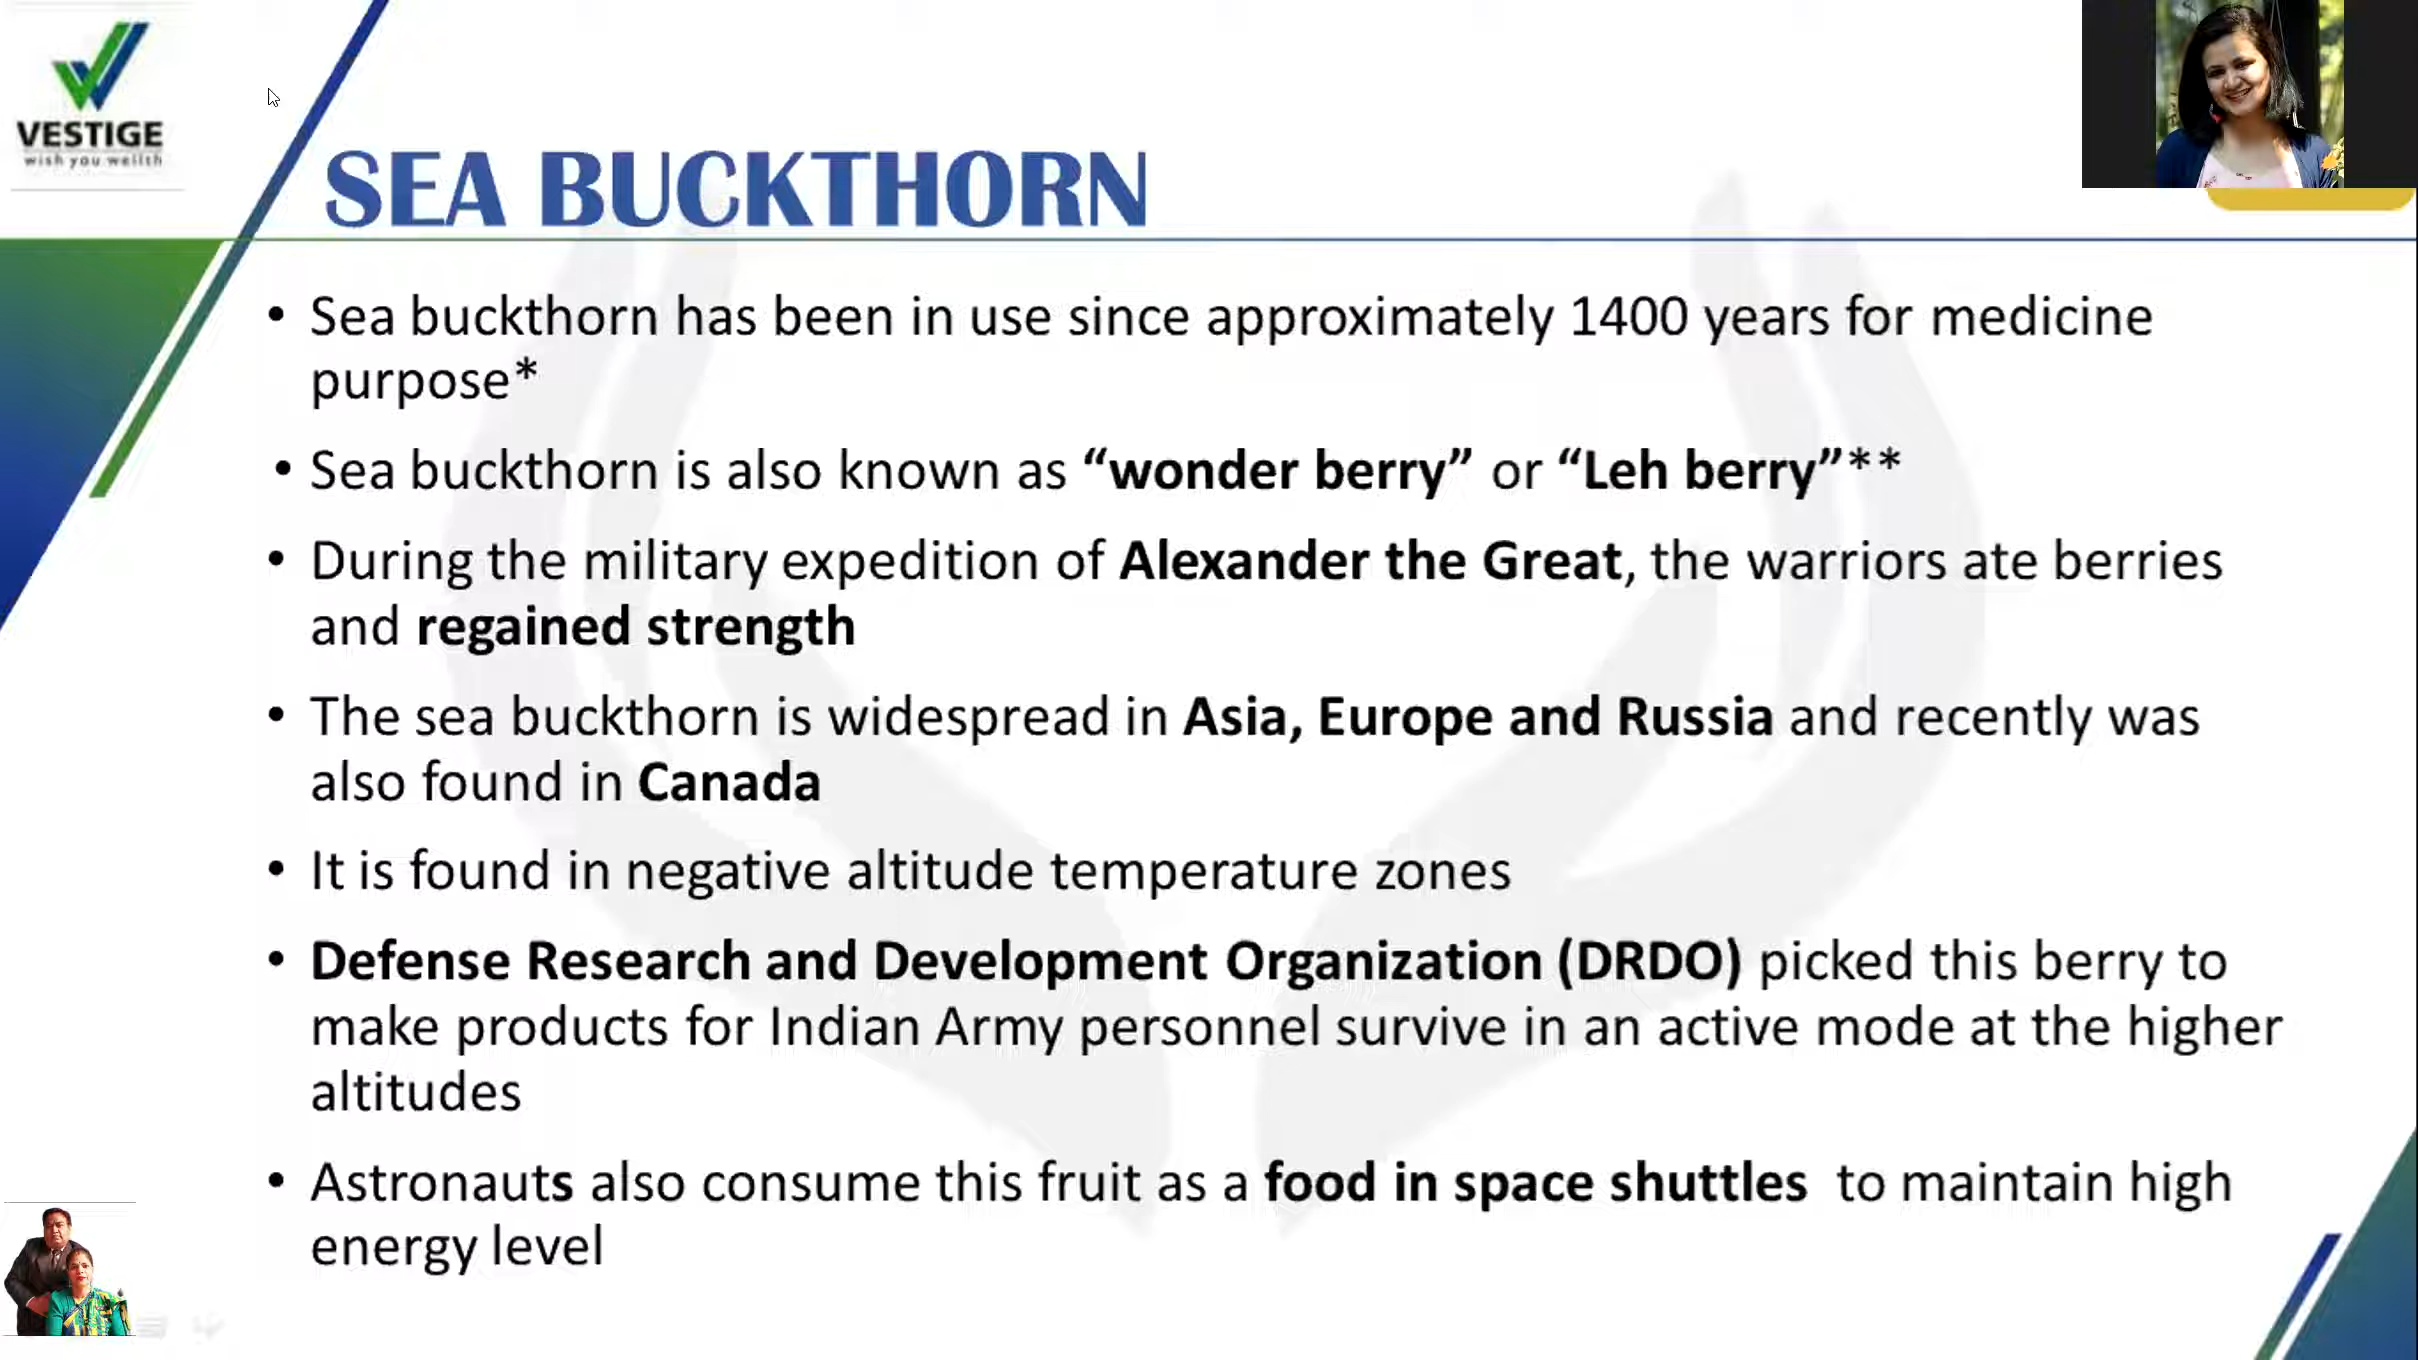 VESTIGE
wish you wellth
SEA BUCKTHORN
• Sea buckthorn has been in use since approximately 1400 years for medicine
purpose*
• Sea buckthorn is also known as “wonder berry” or “Leh berry”**
• During the military expedition of Alexander the Great, the warriors ate berries
and regained strength
• The sea buckthorn is widespread in Asia, Europe and Russia and recently was
also found in Canada
• It is found in negative altitude temperature zones
• Defense Research and Development Organization (DRDO) picked this berry to
make products for Indian Army personnel survive in an active mode at the higher
altitudes
• Astronauts also consume this fruit as a food in space shuttles to maintain high
energy level